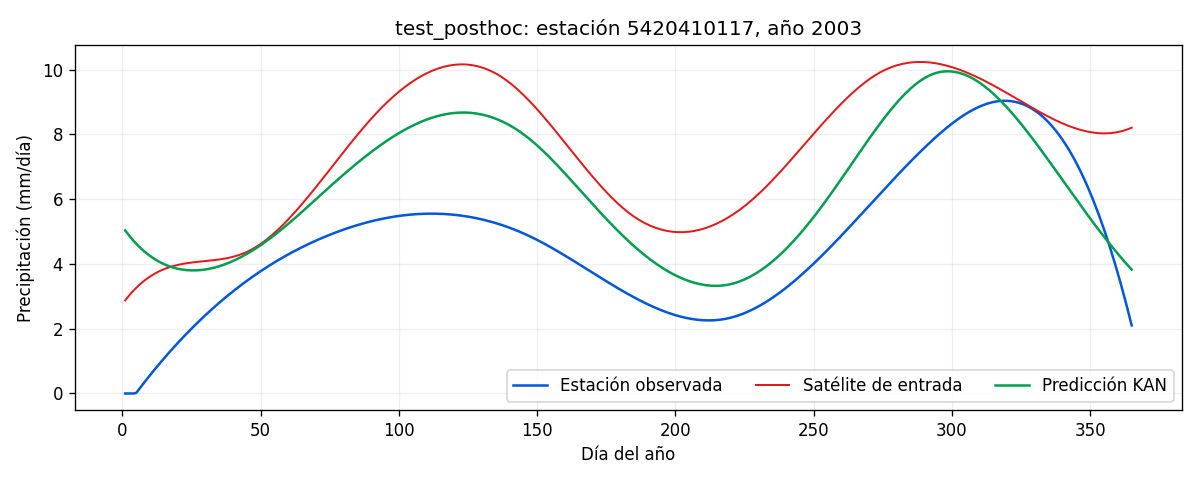 test_posthoc: estación 5420410117, año 2003
Precipitación (mm/día)
10
8
6
4
2
0
Estación observada Satélite de entrada Predicción KAN
0 50 100 150 200 250 300 350
Día del año